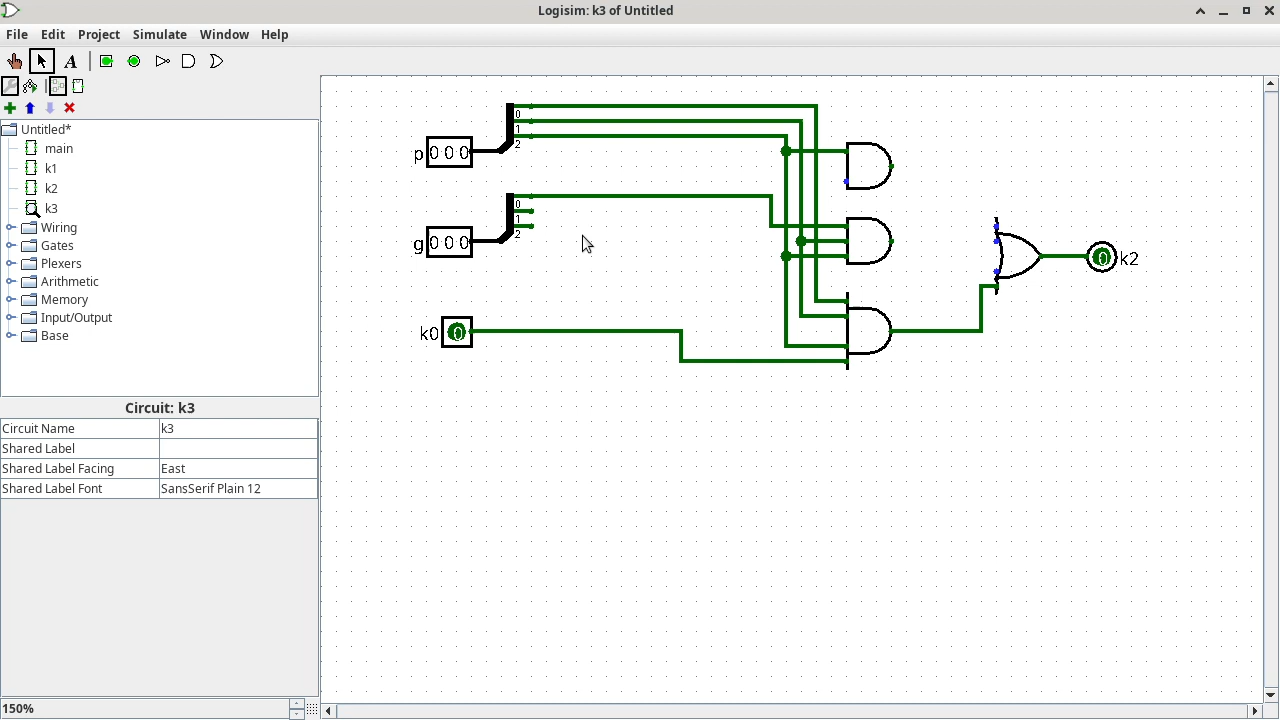 Logisim: k3 of Untitled
File Edit Project Simulate Window Help
A
Untitled*
main
k1
k2
k3
Wiring
Gates
Plexers
Arithmetic
Memory
Input/Output
Base
Circuit: k3
Circuit Name k3
Shared Label
Shared Label Facing East
Shared Label Font SansSerif Plain 12
150%
0
1
2
p 0 0 0
0
1
2
g 0 0 0
k0 0
0 k2